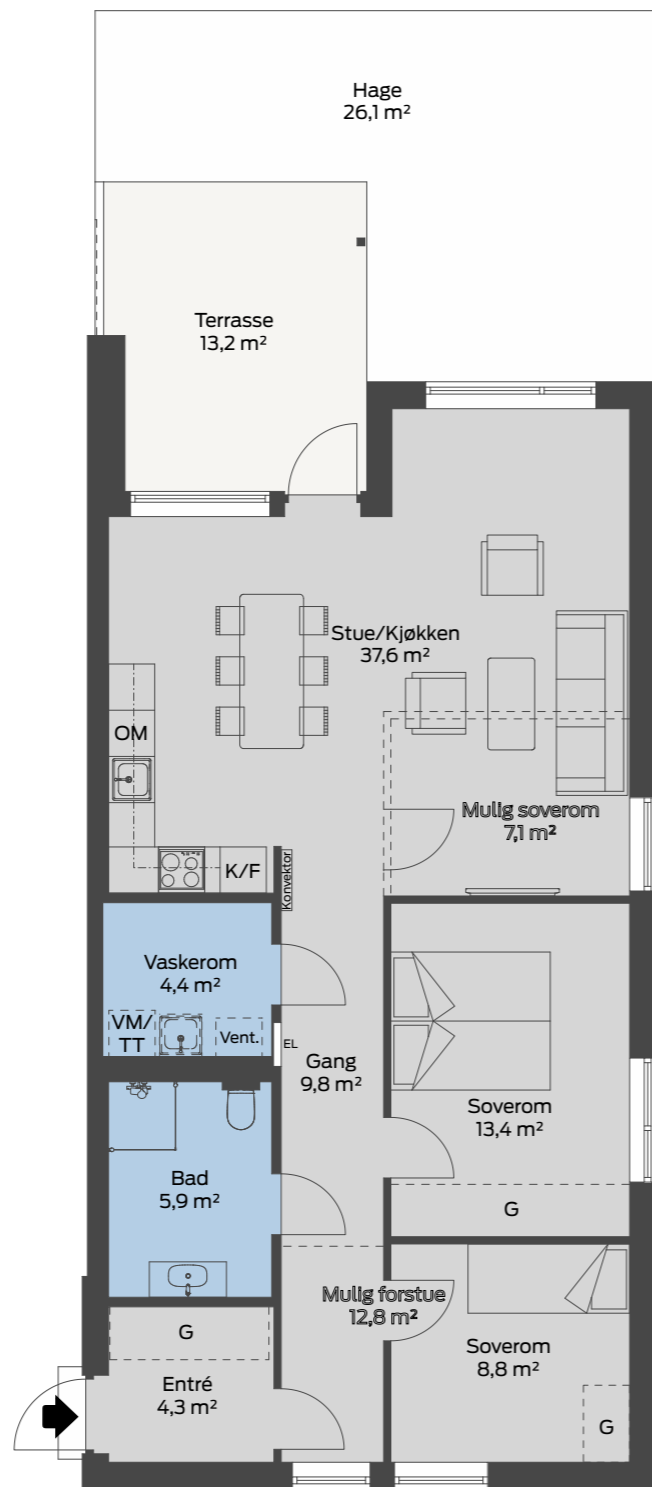 Hage
26,1 m²
Terrasse
13,2 m²
Stue/Kjøkken
37,6 m²
OM
Mulig soverom
7,1 m²
K/F
Konvektor
Vaskerom
4,4 m²
VM/
TT
Vent.
EL
Gang
9,8 m²
Soverom
13,4 m²
G
Bad
5,9 m²
Mulig forstue
12,8 m²
G
Soverom
8,8 m²
Entré
4,3 m²
G